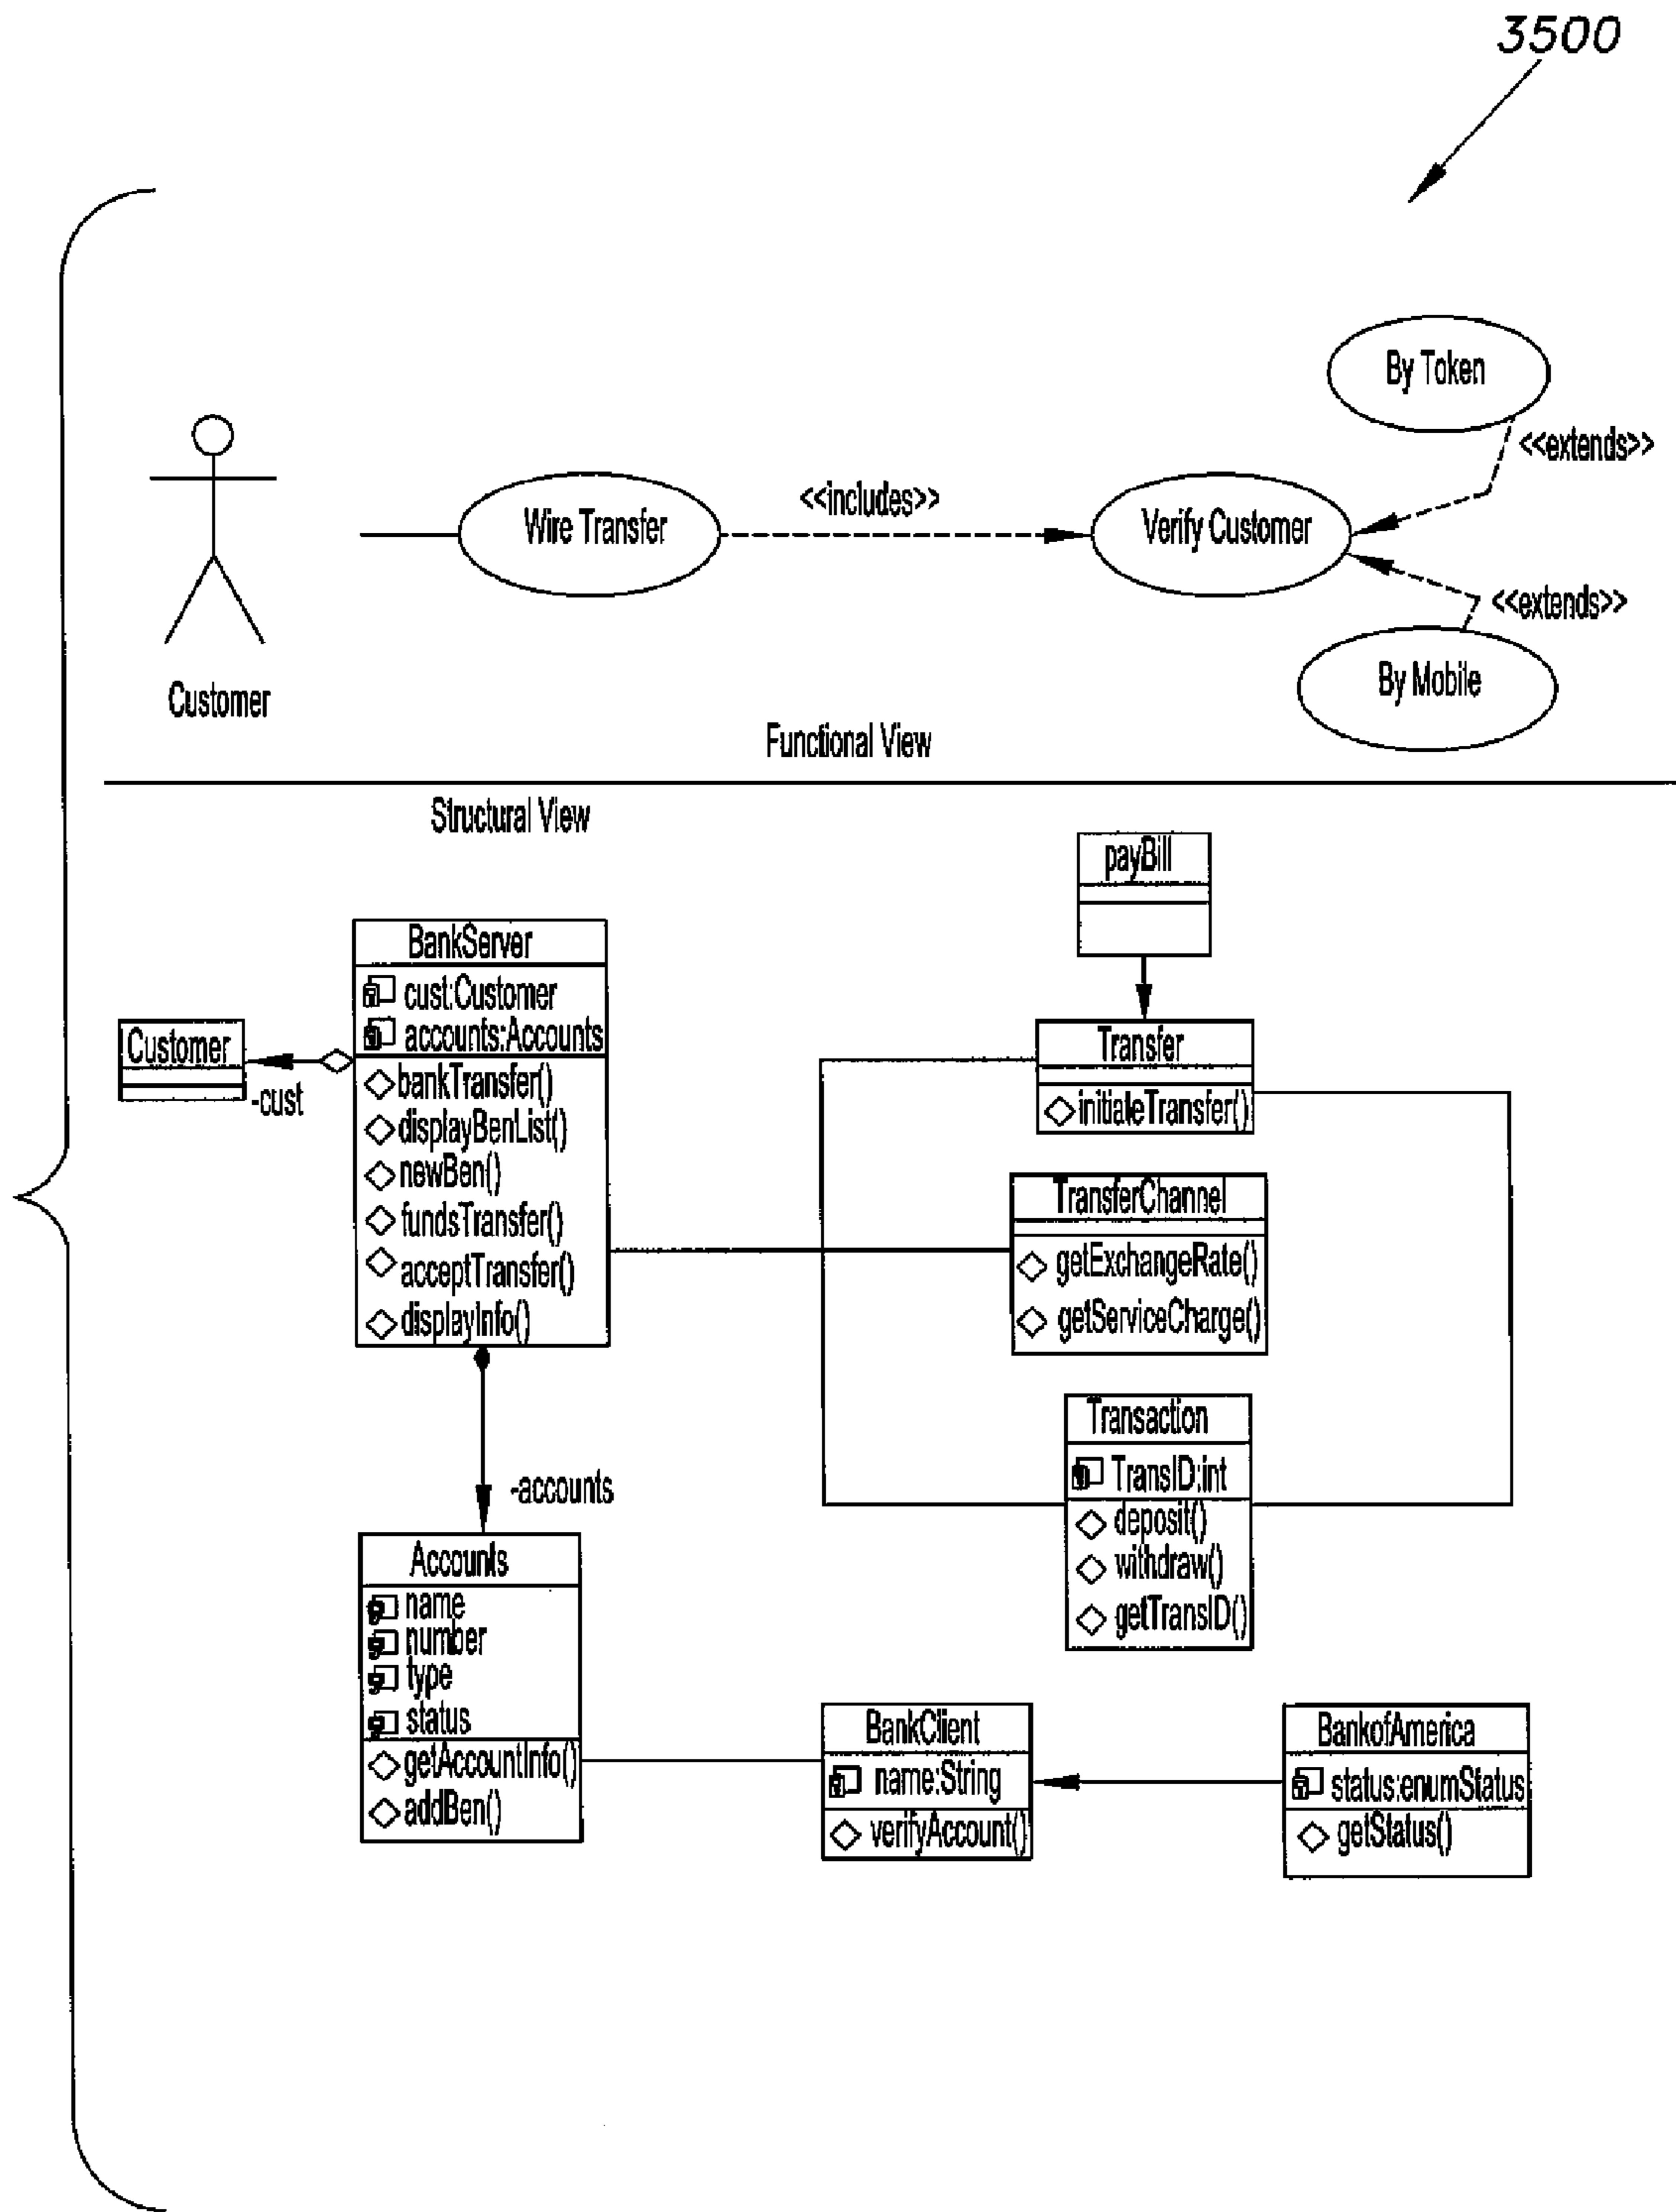 3500
By Token
<<extends>>
Wire Transfer
<<includes>>
Verify Customer
<<extends>>
By Mobile
Customer
Functional View
Structural View
payBill
BankServer
cust:Customer
accounts:Accounts
bankTransfer()
displayBenList()
newBen()
fundsTransfer()
acceptTransfer()
displayInfo()
Customer
-cust
Transfer
initiateTransfer()
TransferChannel
getExchangeRate()
getServiceCharge()
Transaction
TransID:int
deposit()
withdraw()
getTransID()
-accounts
Accounts
name
number
type
status
getAccountInfo()
addBen()
BankClient
name:String
verifyAccount()
BankofAmerica
status:enumStatus
getStatus()